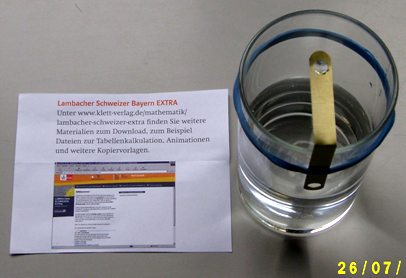 Lambacher Schweizer Bayern EXTRA
Unter www.klett-verlag.de/mathematik/
lambacher-schweizer-extra finden Sie weitere
Materialien zum Download, zum Beispiel
Dateien zur Tabellenkalkulation, Animationen
und weitere Kopiervorlagen.
26/07/